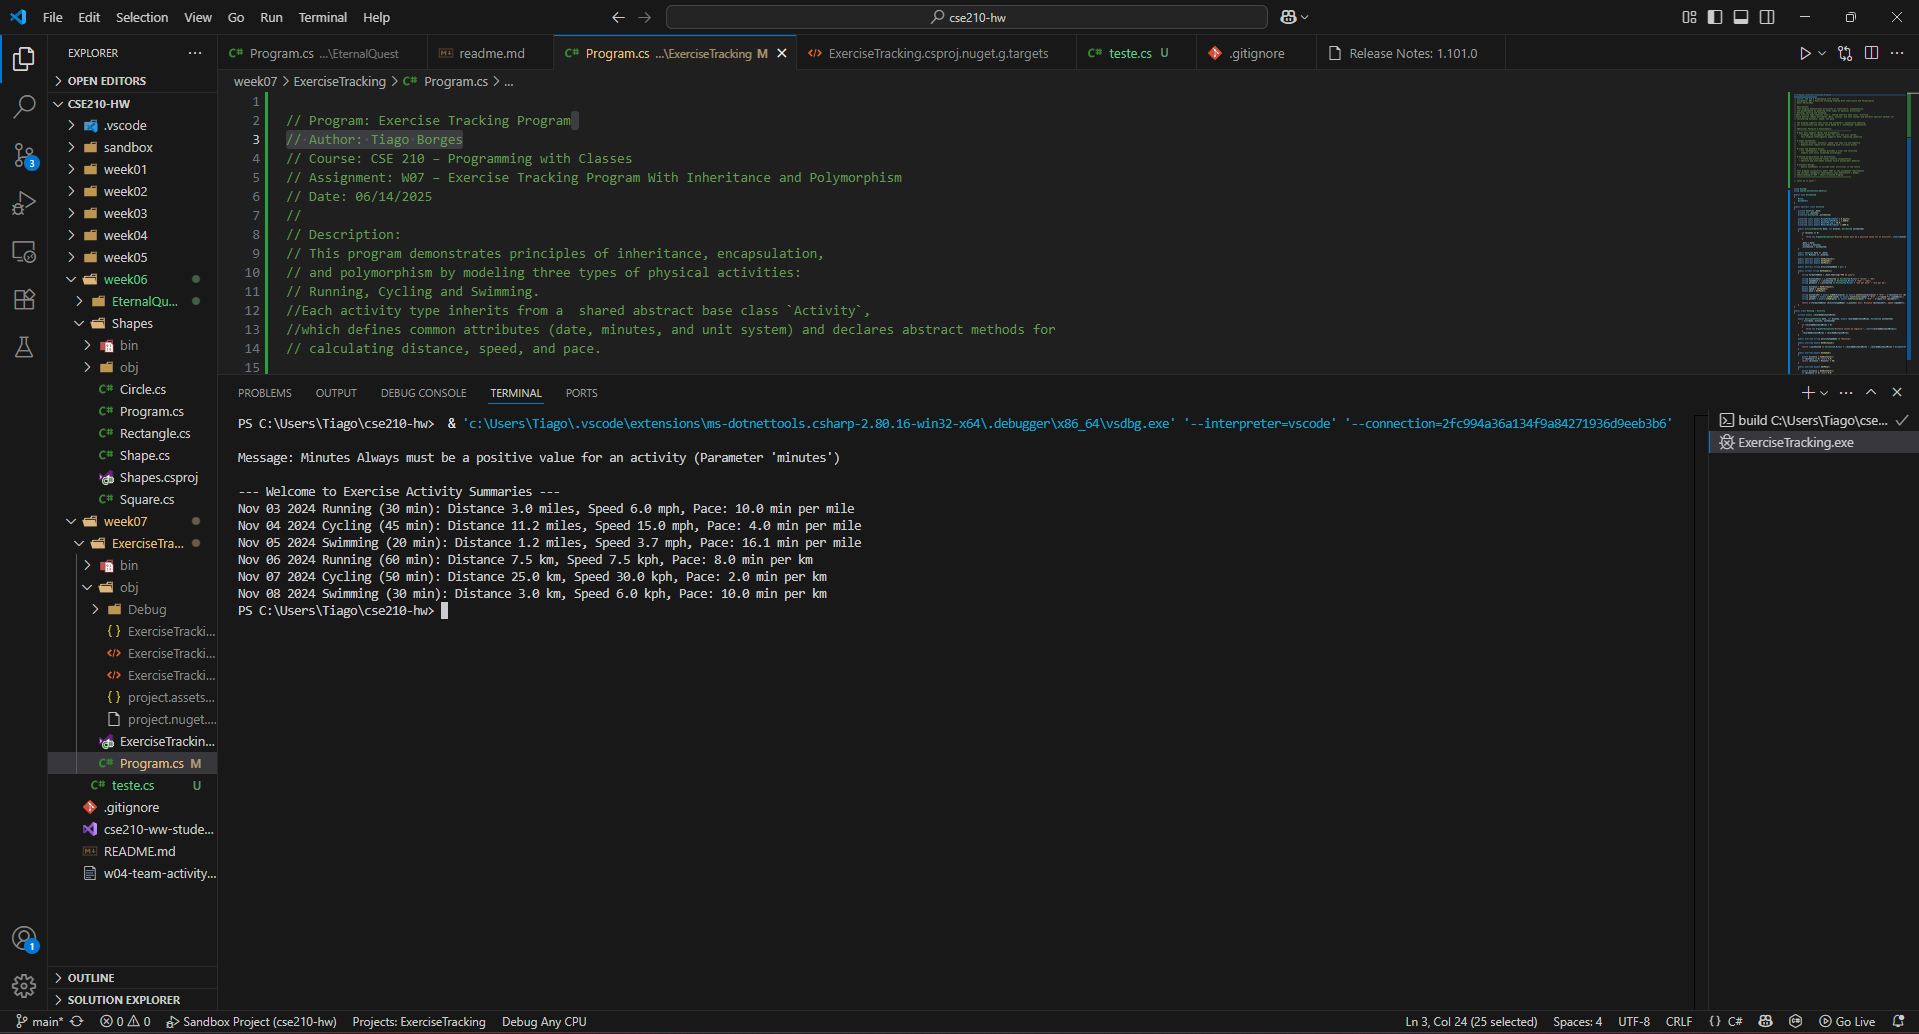 File Edit Selection View Go Run Terminal Help
cse210-hw
EXPLORER
OPEN EDITORS
CSE210-HW
.vscode
sandbox
week01
week02
week03
week04
week05
week06
EternalQu...
Shapes
bin
obj
Circle.cs
Program.cs
Rectangle.cs
Shape.cs
Shapes.csproj
Square.cs
week07
ExerciseTra...
bin
obj
Debug
ExerciseTracki...
ExerciseTracki...
ExerciseTracki...
project.assets...
project.nuget....
ExerciseTrackin...
Program.cs M
teste.cs U
.gitignore
cse210-ww-stude...
README.md
w04-team-activity...
OUTLINE
SOLUTION EXPLORER
3
1
Program.cs ...\EternalQuest readme.md Program.cs ...\ExerciseTracking M ExerciseTracking.csproj.nuget.g.targets teste.cs U .gitignore Release Notes: 1.101.0
week07 > ExerciseTracking > Program.cs > ...
1
2 // Program: Exercise Tracking Program
3 // Author: Tiago Borges
4 // Course: CSE 210 – Programming with Classes
5 // Assignment: W07 – Exercise Tracking Program With Inheritance and Polymorphism
6 // Date: 06/14/2025
7 //
8 // Description:
9 // This program demonstrates principles of inheritance, encapsulation,
10 // and polymorphism by modeling three types of physical activities:
11 // Running, Cycling and Swimming.
12 //Each activity type inherits from a  shared abstract base class `Activity`,
13 //which defines common attributes (date, minutes, and unit system) and declares abstract methods for
14 // calculating distance, speed, and pace.
15
PROBLEMS OUTPUT DEBUG CONSOLE TERMINAL PORTS
PS C:\Users\Tiago\cse210-hw>  & 'c:\Users\Tiago\.vscode\extensions\ms-dotnettools.csharp-2.80.16-win32-x64\.debugger\x86_64\vsdbg.exe' '--interpreter=vscode' '--connection=2fc994a36a134f9a84271936d9eeb3b6'
Message: Minutes Always must be a positive value for an activity (Parameter 'minutes')
--- Welcome to Exercise Activity Summaries ---
Nov 03 2024 Running (30 min): Distance 3.0 miles, Speed 6.0 mph, Pace: 10.0 min per mile
Nov 04 2024 Cycling (45 min): Distance 11.2 miles, Speed 15.0 mph, Pace: 4.0 min per mile
Nov 05 2024 Swimming (20 min): Distance 1.2 miles, Speed 3.7 mph, Pace: 16.1 min per mile
Nov 06 2024 Running (60 min): Distance 7.5 km, Speed 7.5 kph, Pace: 8.0 min per km
Nov 07 2024 Cycling (50 min): Distance 25.0 km, Speed 30.0 kph, Pace: 2.0 min per km
Nov 08 2024 Swimming (30 min): Distance 3.0 km, Speed 6.0 kph, Pace: 10.0 min per km
PS C:\Users\Tiago\cse210-hw>
build C:\Users\Tiago\cse...
ExerciseTracking.exe
main* 0 0 Sandbox Project (cse210-hw) Projects: ExerciseTracking Debug Any CPU Ln 3, Col 24 (25 selected) Spaces: 4 UTF-8 CRLF {} C# Go Live